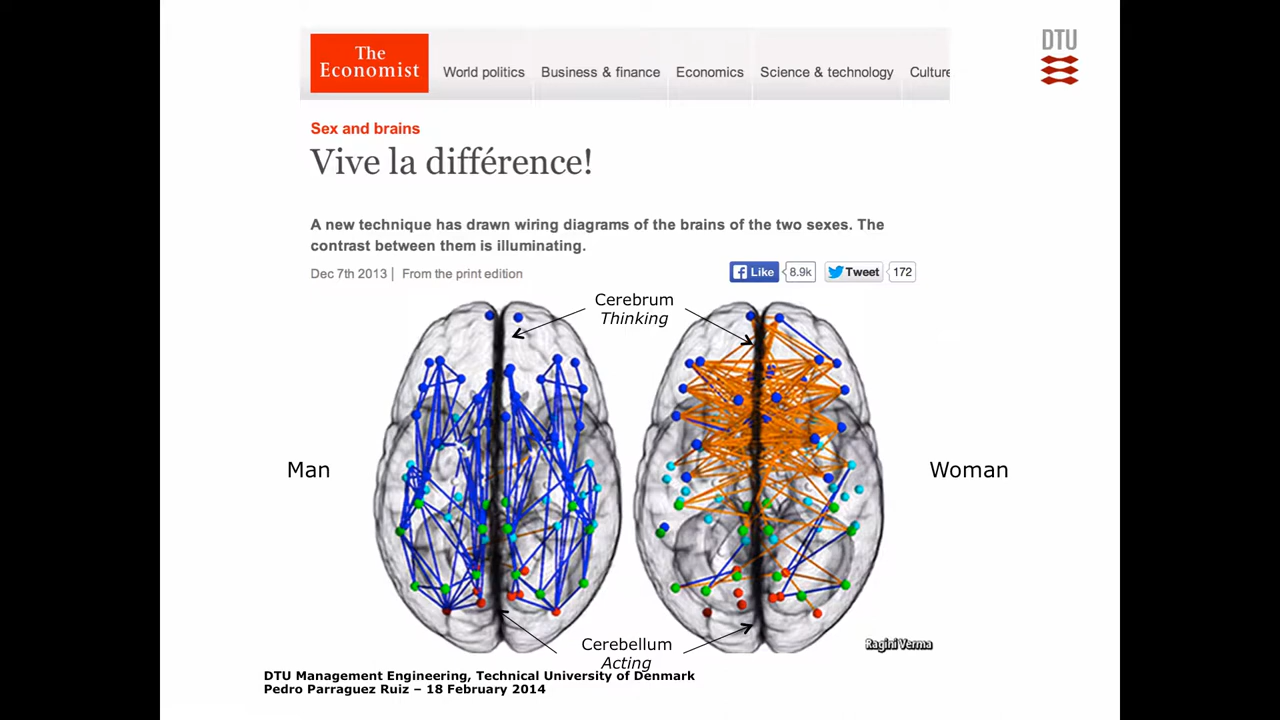 The
Economist
World politics
Business & finance
Economics
Science & technology
Culture
DTU
Sex and brains
Vive la différence!
A new technique has drawn wiring diagrams of the brains of the two sexes. The
contrast between them is illuminating.
Dec 7th 2013 | From the print edition
Like
8.9k
Tweet
172
Cerebrum
Thinking
Man
Woman
Cerebellum
Acting
Ragini Verma
DTU Management Engineering, Technical University of Denmark
Pedro Parraguez Ruiz – 18 February 2014